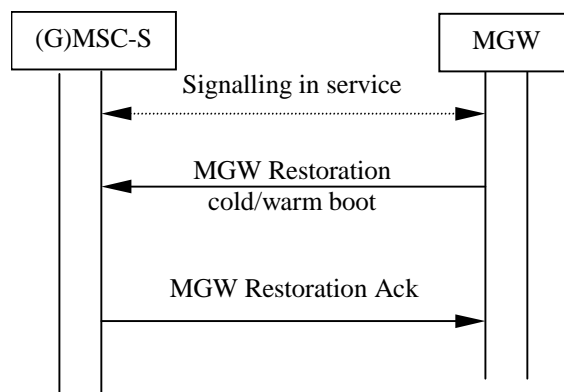 (G)MSC-S
MGW
Signalling in service
MGW Restoration
cold/warm boot
MGW Restoration Ack